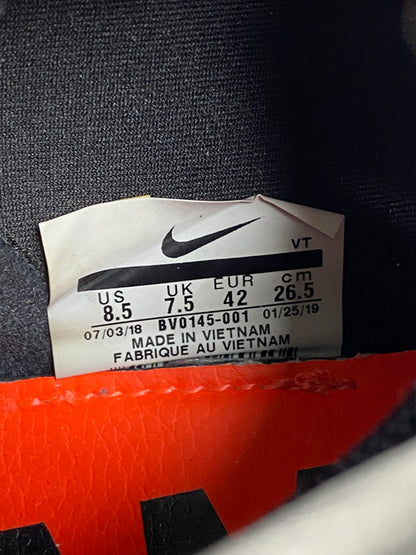 VT
US UK EUR cm
8.5 7.5 42 26.5
07/03/18 BV0145-001 01/25/19
MADE IN VIETNAM
FABRIQUE AU VIETNAM